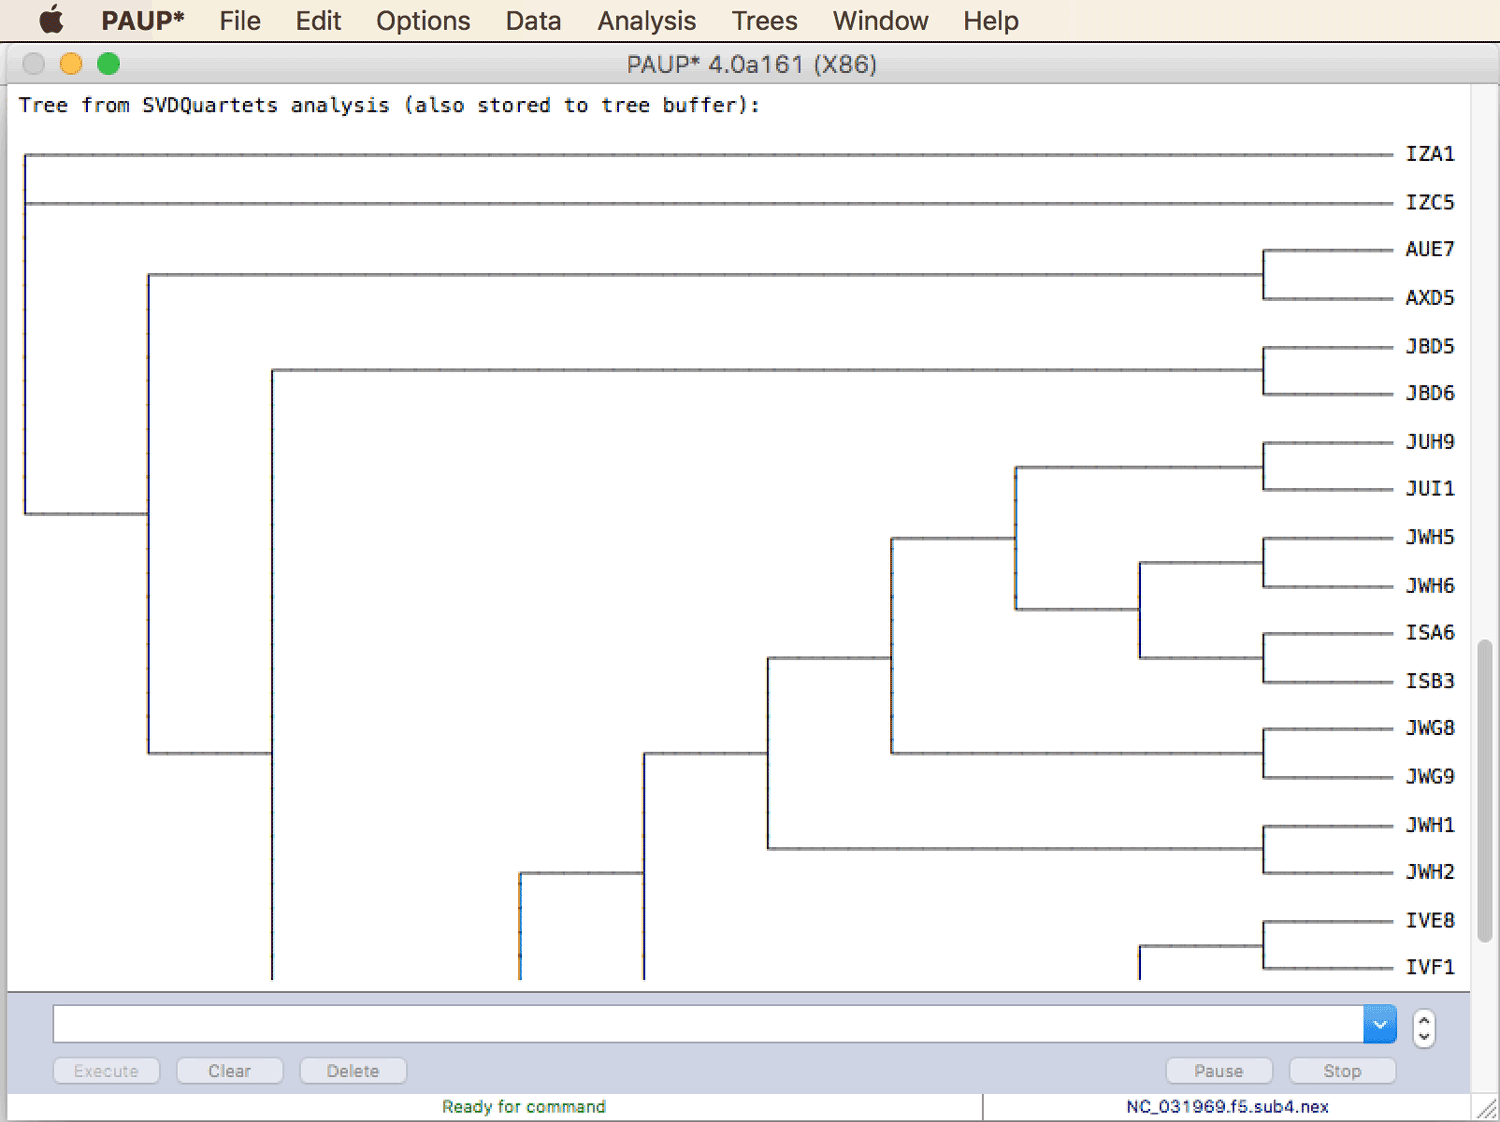 PAUP* File Edit Options Data Analysis Trees Window Help
PAUP* 4.0a161 (X86)
Tree from SVDQuartets analysis (also stored to tree buffer):
IZA1
IZC5
AUE7
AXD5
JBD5
JBD6
JUH9
JUI1
JWH5
JWH6
ISA6
ISB3
JWG8
JWG9
JWH1
JWH2
IVE8
IVF1
Execute Clear Delete Pause Stop
Ready for command NC_031969.f5.sub4.nex